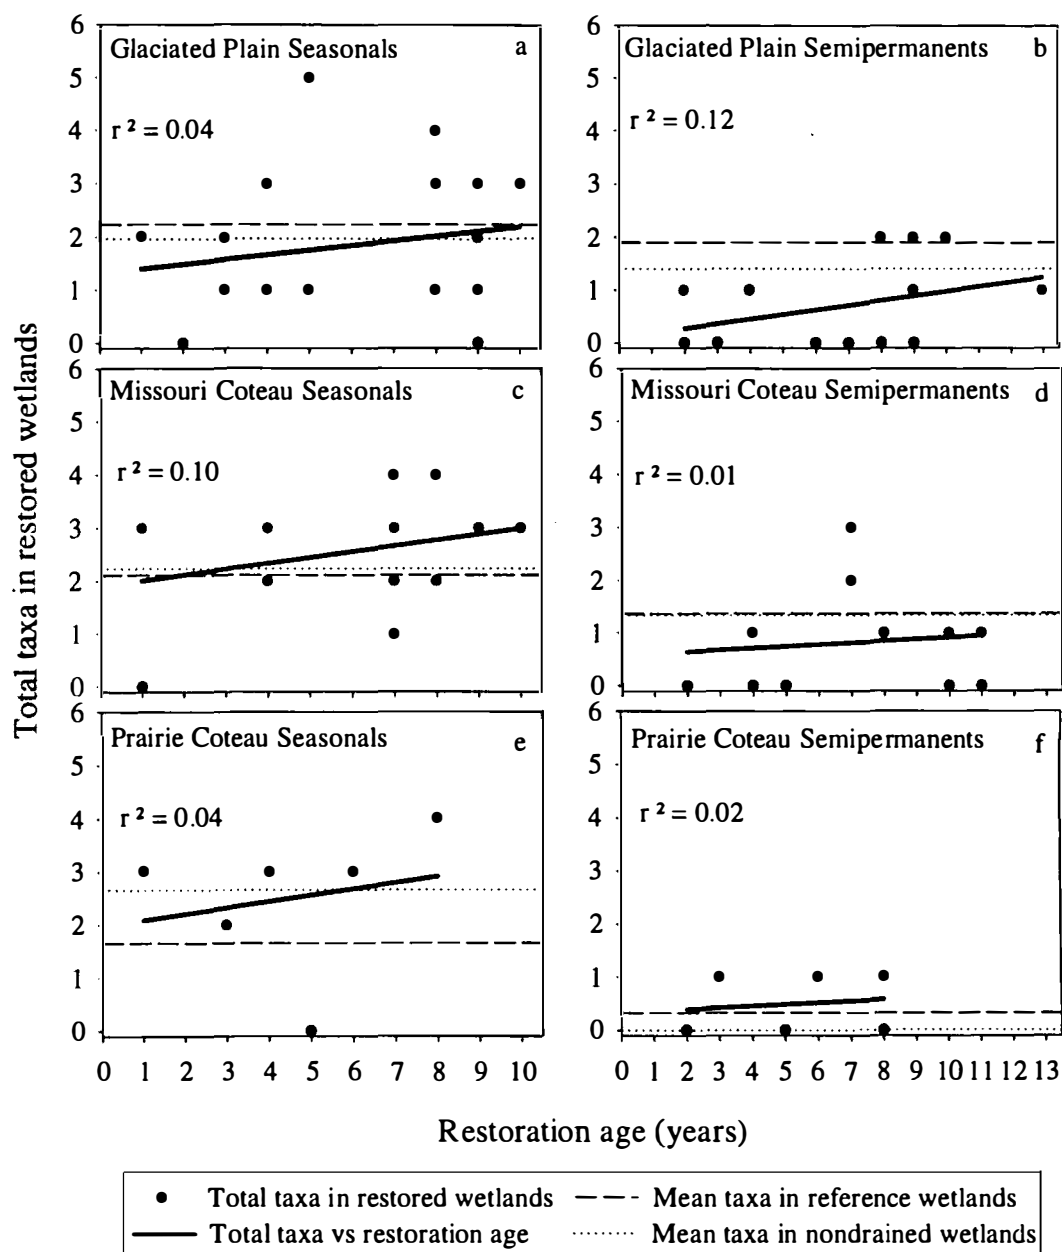 Total taxa in restored wetlands
Glaciated Plain Seasonals a
r² = 0.04
6
5
4
3
2
1
0
Glaciated Plain Semipermanents b
r² = 0.12
6
5
4
3
2
1
0
Missouri Coteau Seasonals c
r² = 0.10
6
5
4
3
2
1
0
Missouri Coteau Semipermanents d
r² = 0.01
6
5
4
3
2
1
0
Prairie Coteau Seasonals e
r² = 0.04
6
5
4
3
2
1
0
0 1 2 3 4 5 6 7 8 9 10
Prairie Coteau Semipermanents f
r² = 0.02
6
5
4
3
2
1
0
0 1 2 3 4 5 6 7 8 9 10 11 12 13
Restoration age (years)
Total taxa in restored wetlands
Mean taxa in reference wetlands
Total taxa vs restoration age
Mean taxa in nondrained wetlands